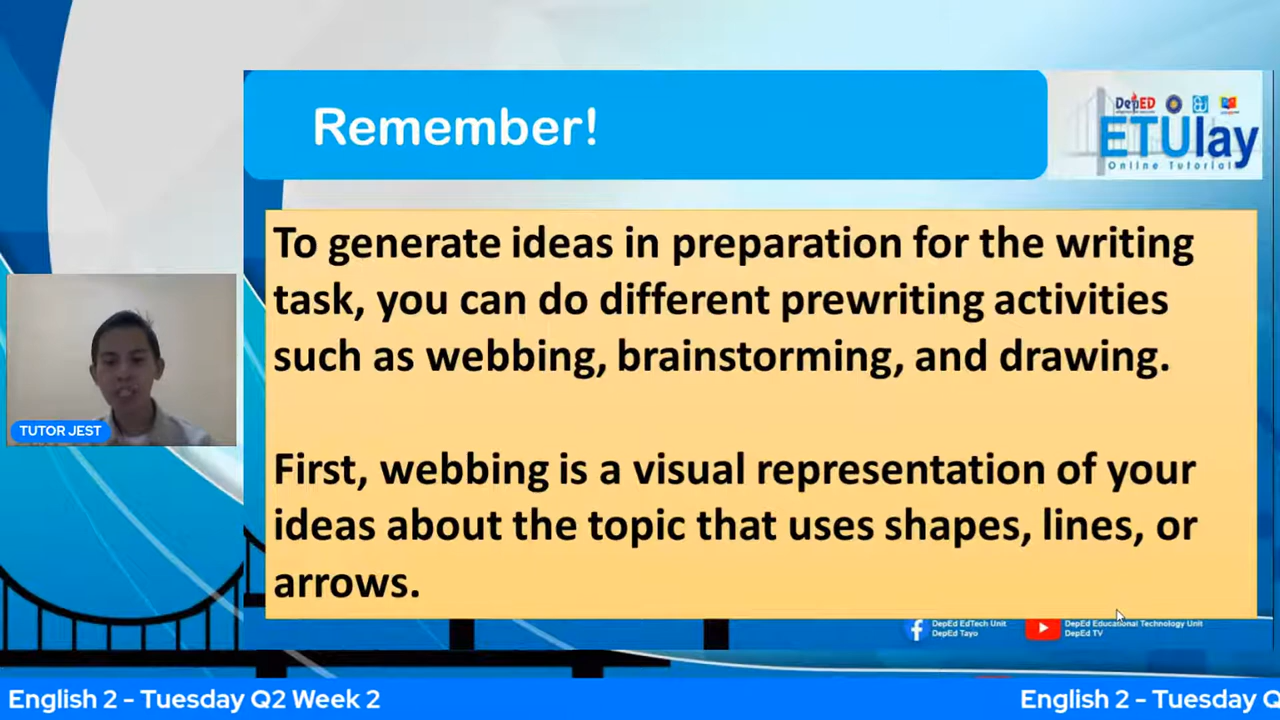 Remember!
DepED
ETUlay
Online Tutorial
To generate ideas in preparation for the writing
task, you can do different prewriting activities
such as webbing, brainstorming, and drawing.
First, webbing is a visual representation of your
ideas about the topic that uses shapes, lines, or
arrows.
TUTOR JEST
DepEd EdTech Unit
DepEd Tayo
DepEd Educational Technology Unit
DepEd TV
English 2 - Tuesday Q2 Week 2
English 2 - Tuesday Q